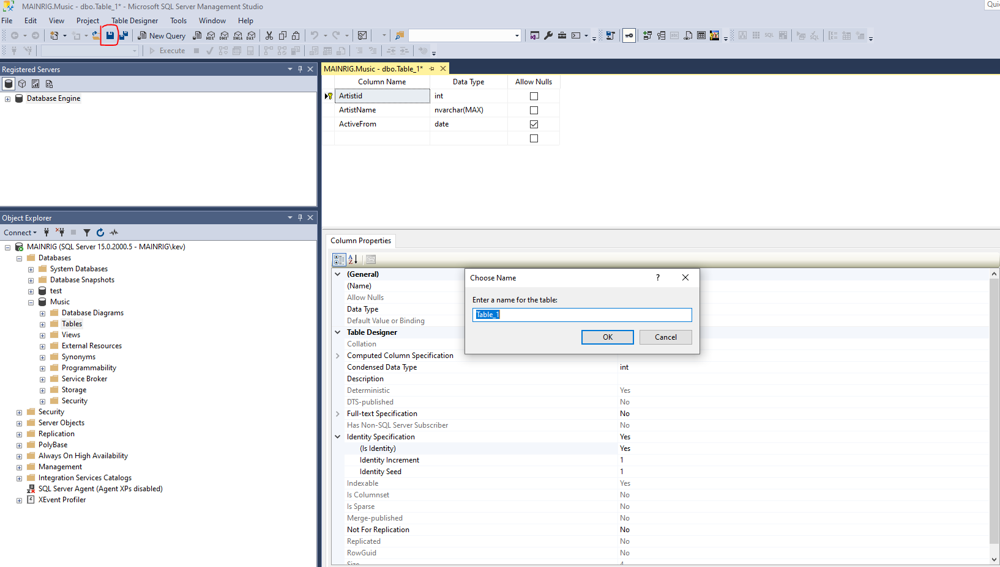 MAINRIG.Music - dbo.Table_1* - Microsoft SQL Server Management Studio
Quic
File Edit View Project Table Designer Tools Window Help
New Query MDX DMX XMLA DAX
SQL
Execute
SQL
Registered Servers
Database Engine
MAINRIG.Music - dbo.Table_1*
Column Name Data Type Allow Nulls
Artistid int
ArtistName nvarchar(MAX)
ActiveFrom date
Object Explorer
Connect
MAINRIG (SQL Server 15.0.2000.5 - MAINRIG\kev)
Databases
System Databases
Database Snapshots
test
Music
Database Diagrams
Tables
Views
External Resources
Synonyms
Programmability
Service Broker
Storage
Security
Security
Server Objects
Replication
PolyBase
Always On High Availability
Management
Integration Services Catalogs
SQL Server Agent (Agent XPs disabled)
XEvent Profiler
Column Properties
A
Z
(General)
(Name)
Allow Nulls
Data Type
Default Value or Binding
Table Designer
Collation
Computed Column Specification
Condensed Data Type int
Description
Deterministic Yes
DTS-published No
Full-text Specification No
Has Non-SQL Server Subscriber No
Identity Specification Yes
(Is Identity) Yes
Identity Increment 1
Identity Seed 1
Indexable Yes
Is Columnset No
Is Sparse No
Merge-published No
Not For Replication No
Replicated No
RowGuid No
Size 4
Choose Name
?
Enter a name for the table:
Table_1
OK Cancel